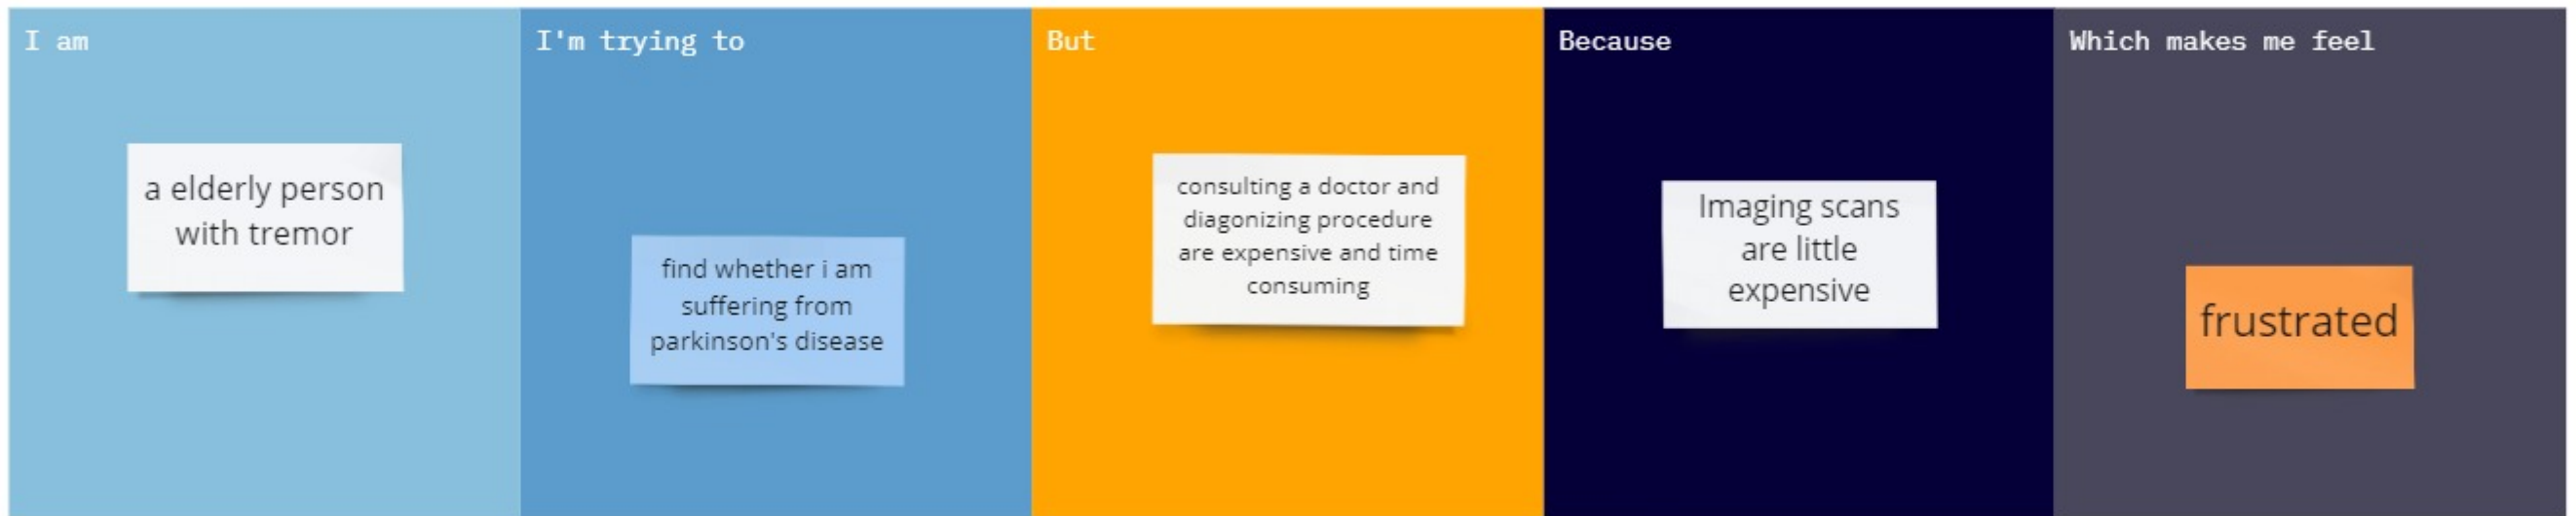 I am
a elderly person
with tremor
I'm trying to
find whether i am
suffering from
parkinson's disease
But
consulting a doctor and
diagonizing procedure
are expensive and time
consuming
Because
Imaging scans
are little
expensive
Which makes me feel
frustrated